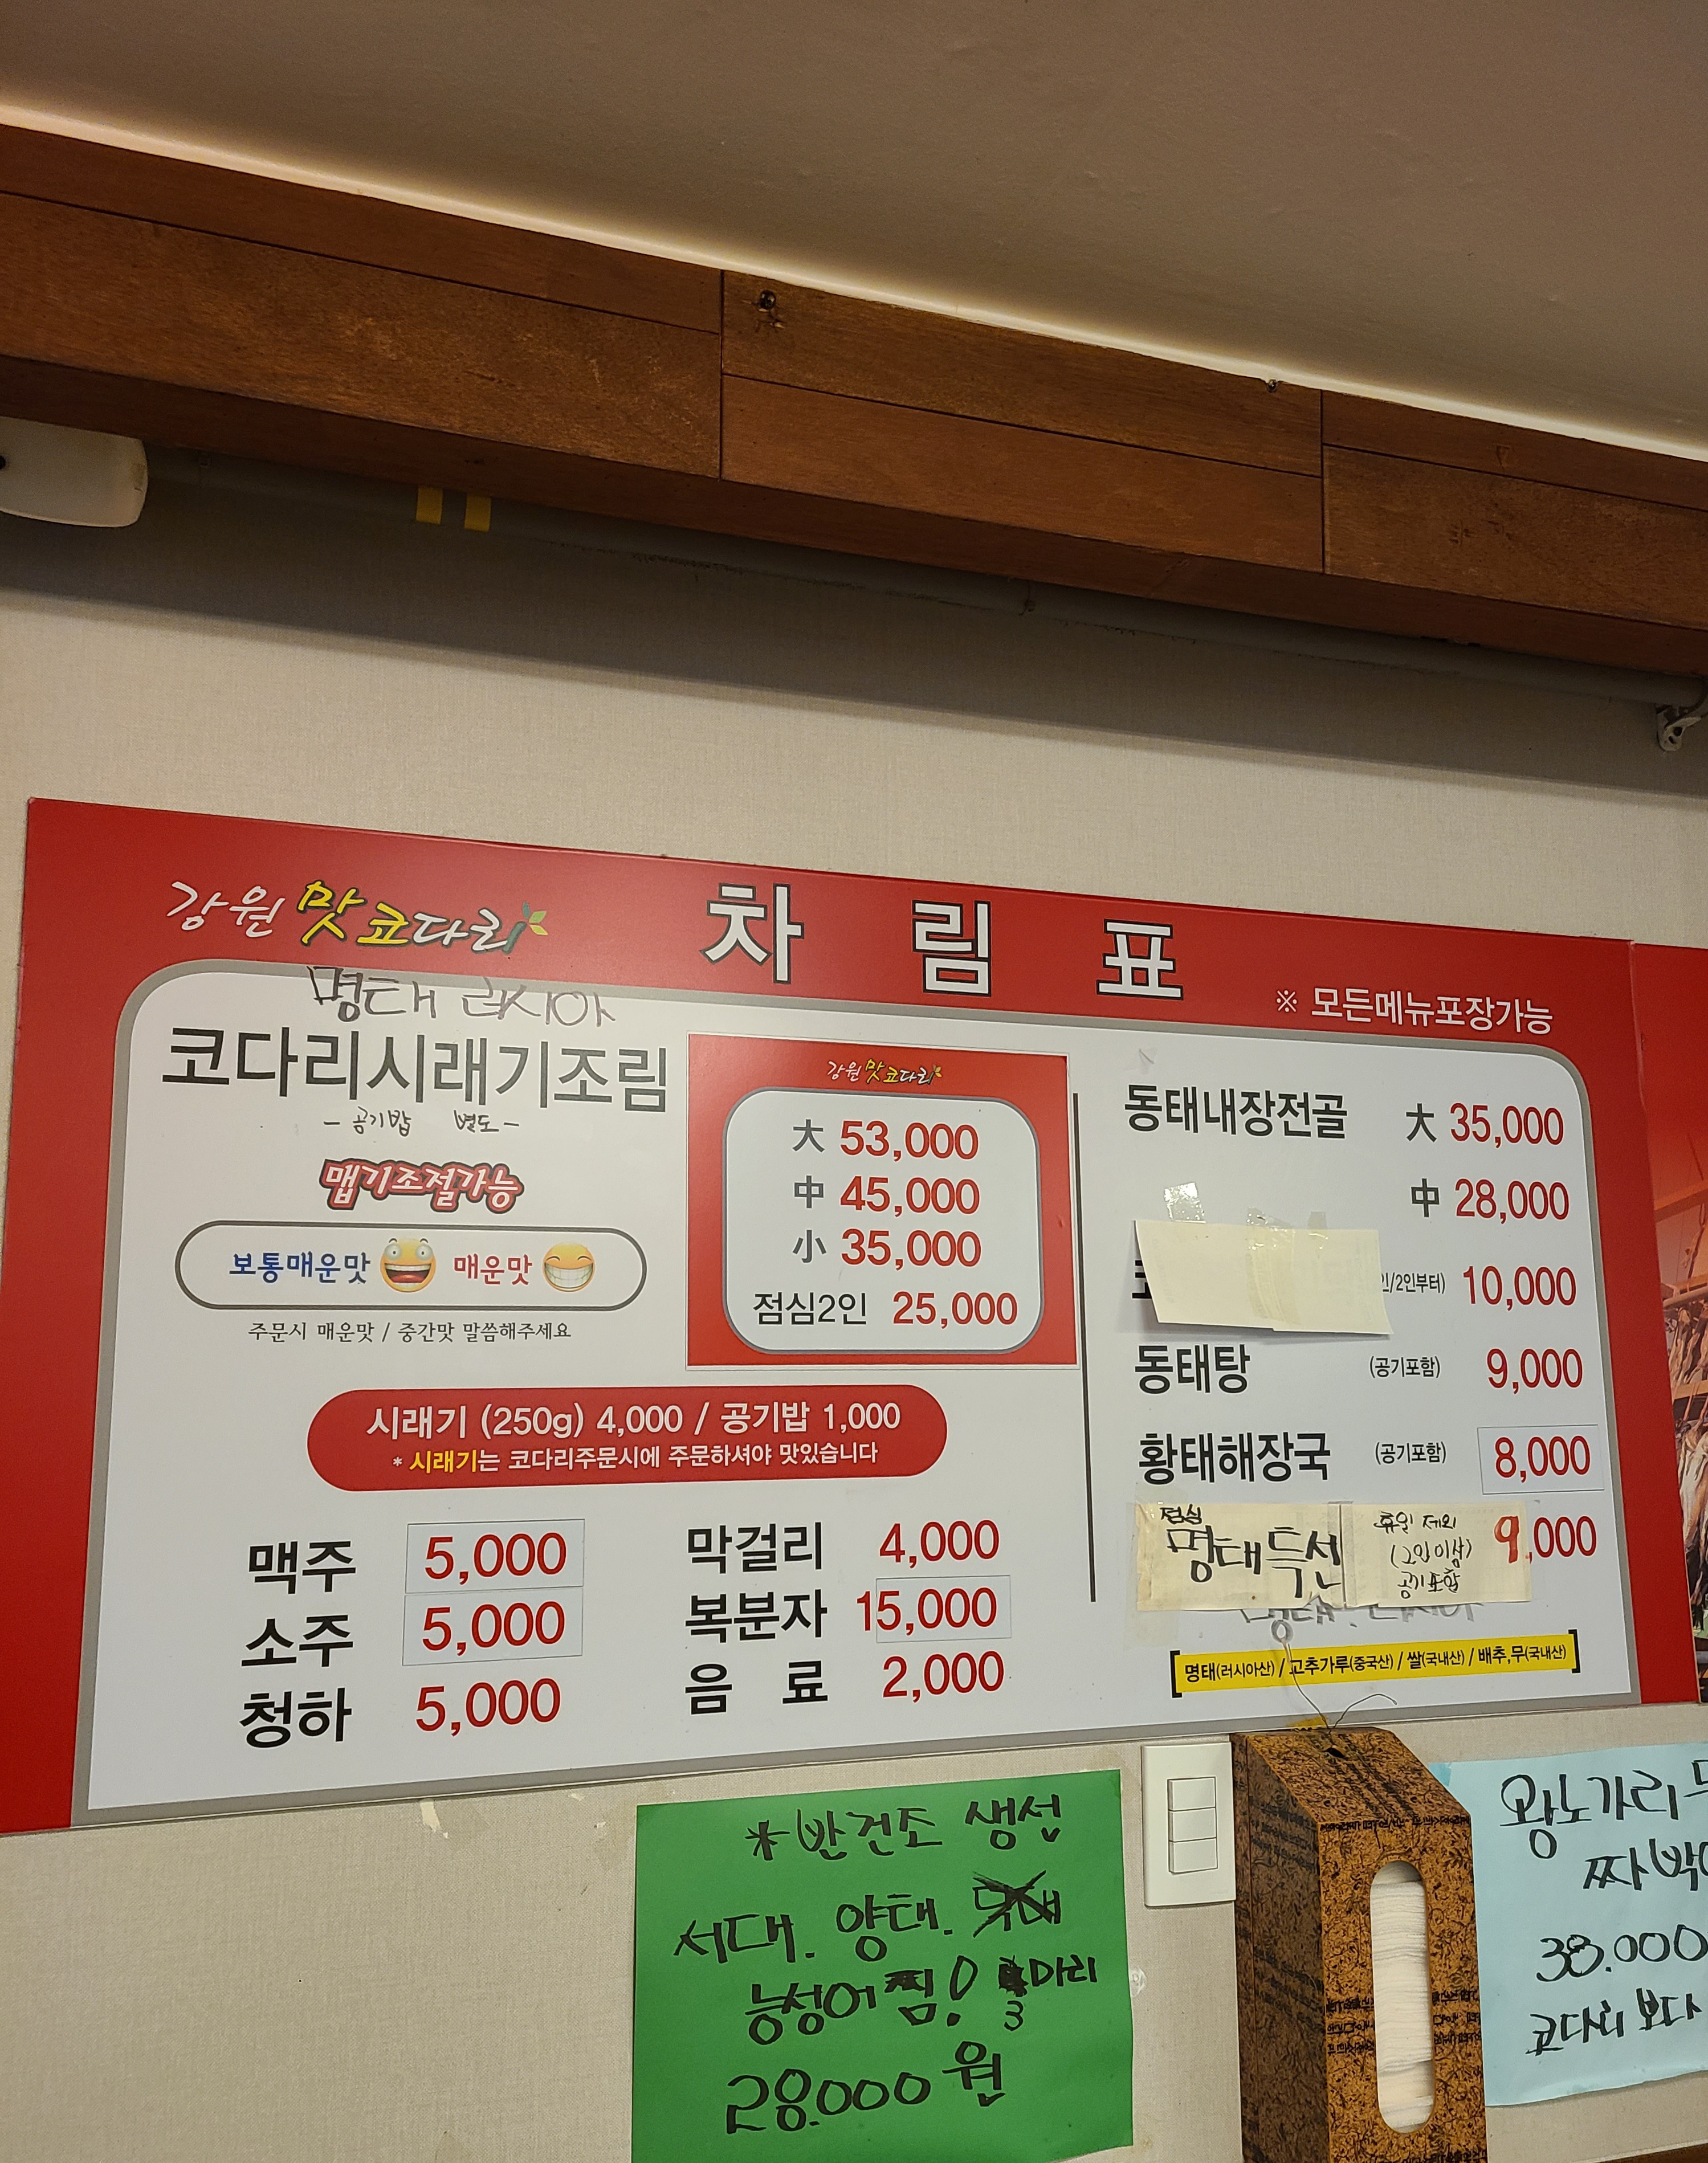 강원 맛코다리
차림표
※ 모든메뉴포장가능
명태 러시아
코다리시래기조림
- 공기밥 별도 -
맵기조절가능
보통매운맛 매운맛
주문시 매운맛 / 중간맛 말씀해주세요
강원 맛코다리
大 53,000
中 45,000
小 35,000
점심2인 25,000
시래기 (250g) 4,000 / 공기밥 1,000
* 시래기는 코다리주문시에 주문하셔야 맛있습니다
맥주 5,000
소주 5,000
청하 5,000
막걸리 4,000
복분자 15,000
음 료 2,000
동태내장전골 大 35,000
中 28,000
인/2인부터) 10,000
동태탕 (공기포함) 9,000
황태해장국 (공기포함) 8,000
점심
명태특선
휴일 제외
(2인이상)
공기포함
9,000
[명태(러시아산) / 고추가루(중국산) / 쌀(국내산) / 배추,무(국내산)]
*반건조 생선
서대. 양태.
능성어찜! 3마리
28.000원
왕노가리
38.000
코다리 보다